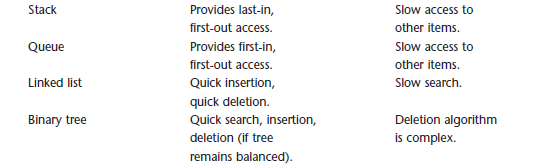 Stack Provides last-in, Slow access to
first-out access. other items.
Queue Provides first-in, Slow access to
first-out access. other items.
Linked list Quick insertion, Slow search.
quick deletion.
Binary tree Quick search, insertion, Deletion algorithm
deletion (if tree is complex.
remains balanced).